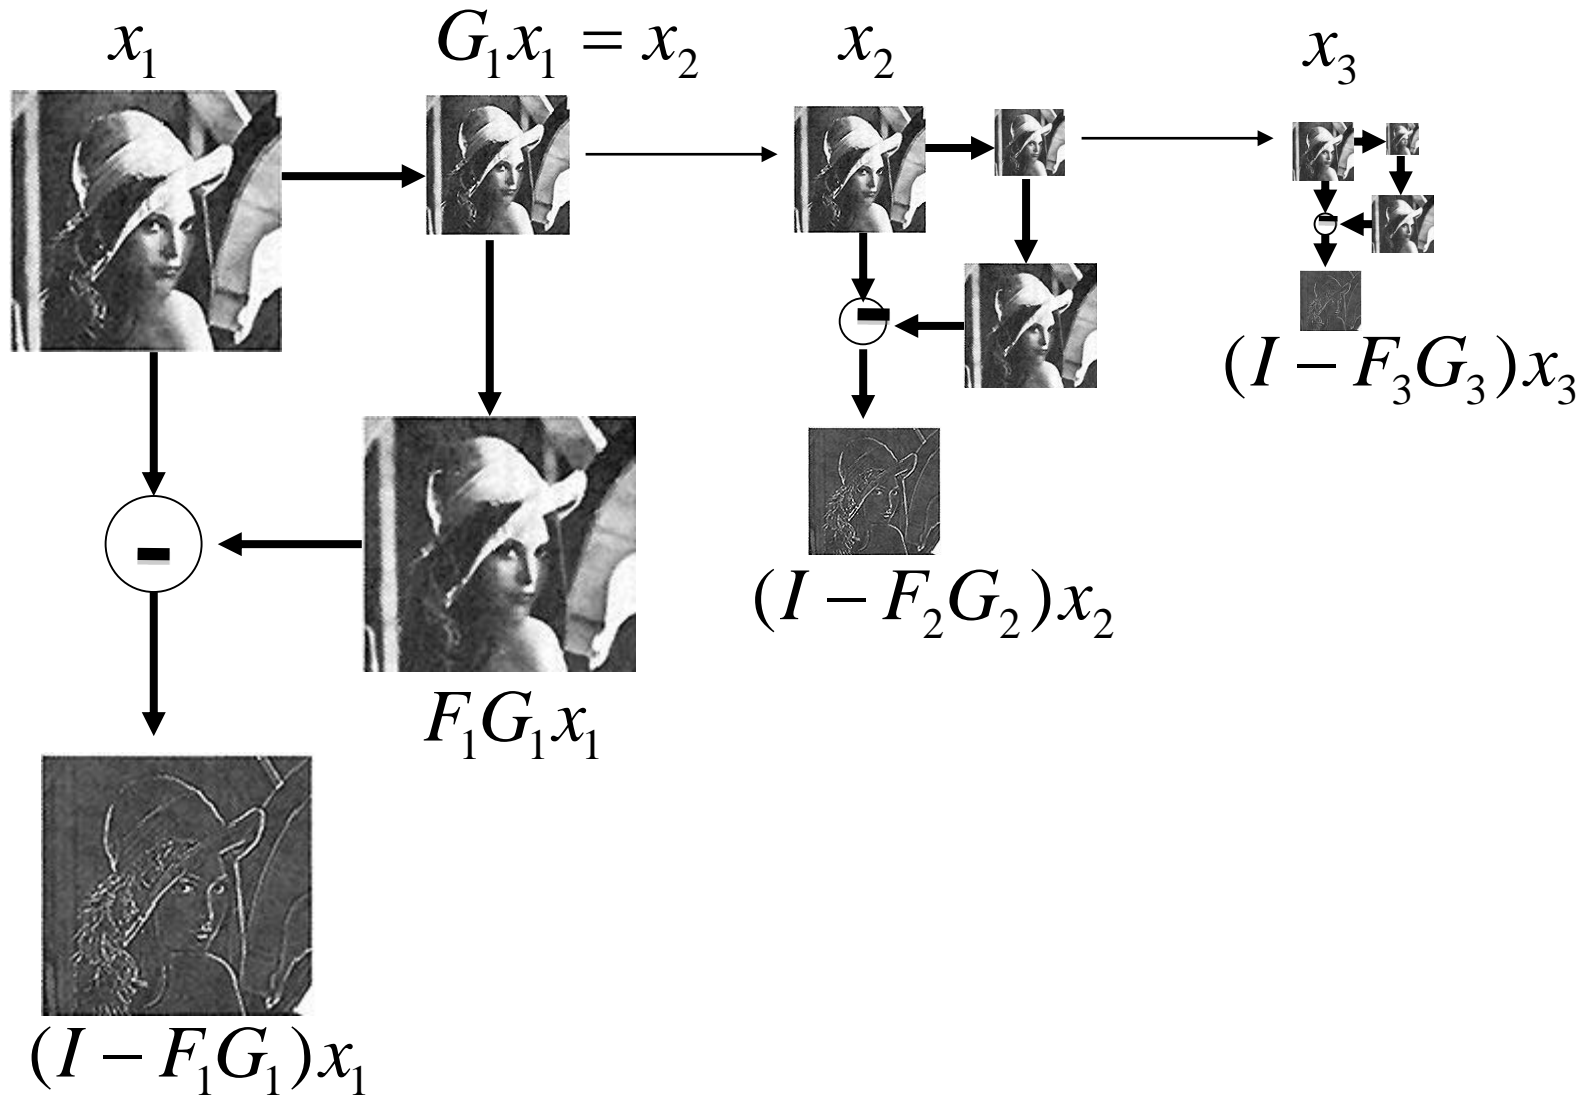 x₁
G₁x₁ = x₂
x₂
x₃
(I − F₃G₃)x₃
(I − F₂G₂)x₂
F₁G₁x₁
(I − F₁G₁)x₁